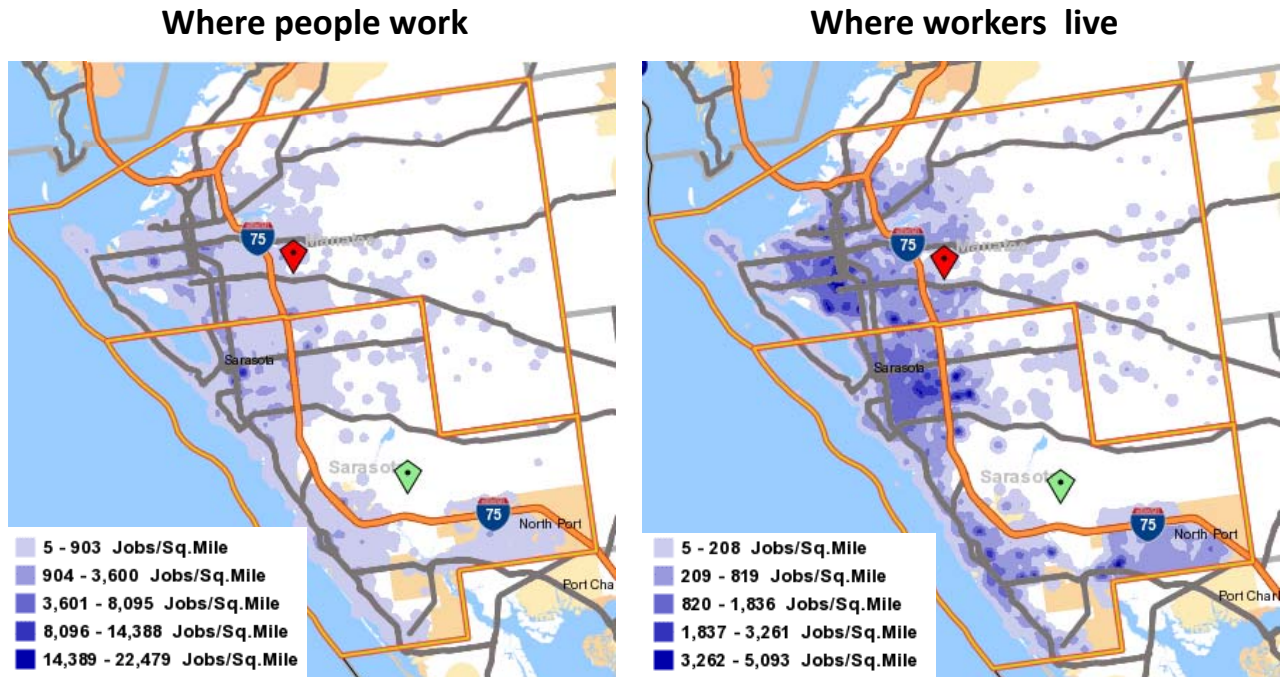 Where people work
75
Manatee
Sarasota
Sarasota
75
North Port
Port Cha
5 - 903 Jobs/Sq.Mile
904 - 3,600 Jobs/Sq.Mile
3,601 - 8,095 Jobs/Sq.Mile
8,096 - 14,388 Jobs/Sq.Mile
14,389 - 22,479 Jobs/Sq.Mile
Where workers live
75
Manatee
Sarasota
Sarasota
75
North Port
Port Charl
5 - 208 Jobs/Sq.Mile
209 - 819 Jobs/Sq.Mile
820 - 1,836 Jobs/Sq.Mile
1,837 - 3,261 Jobs/Sq.Mile
3,262 - 5,093 Jobs/Sq.Mile